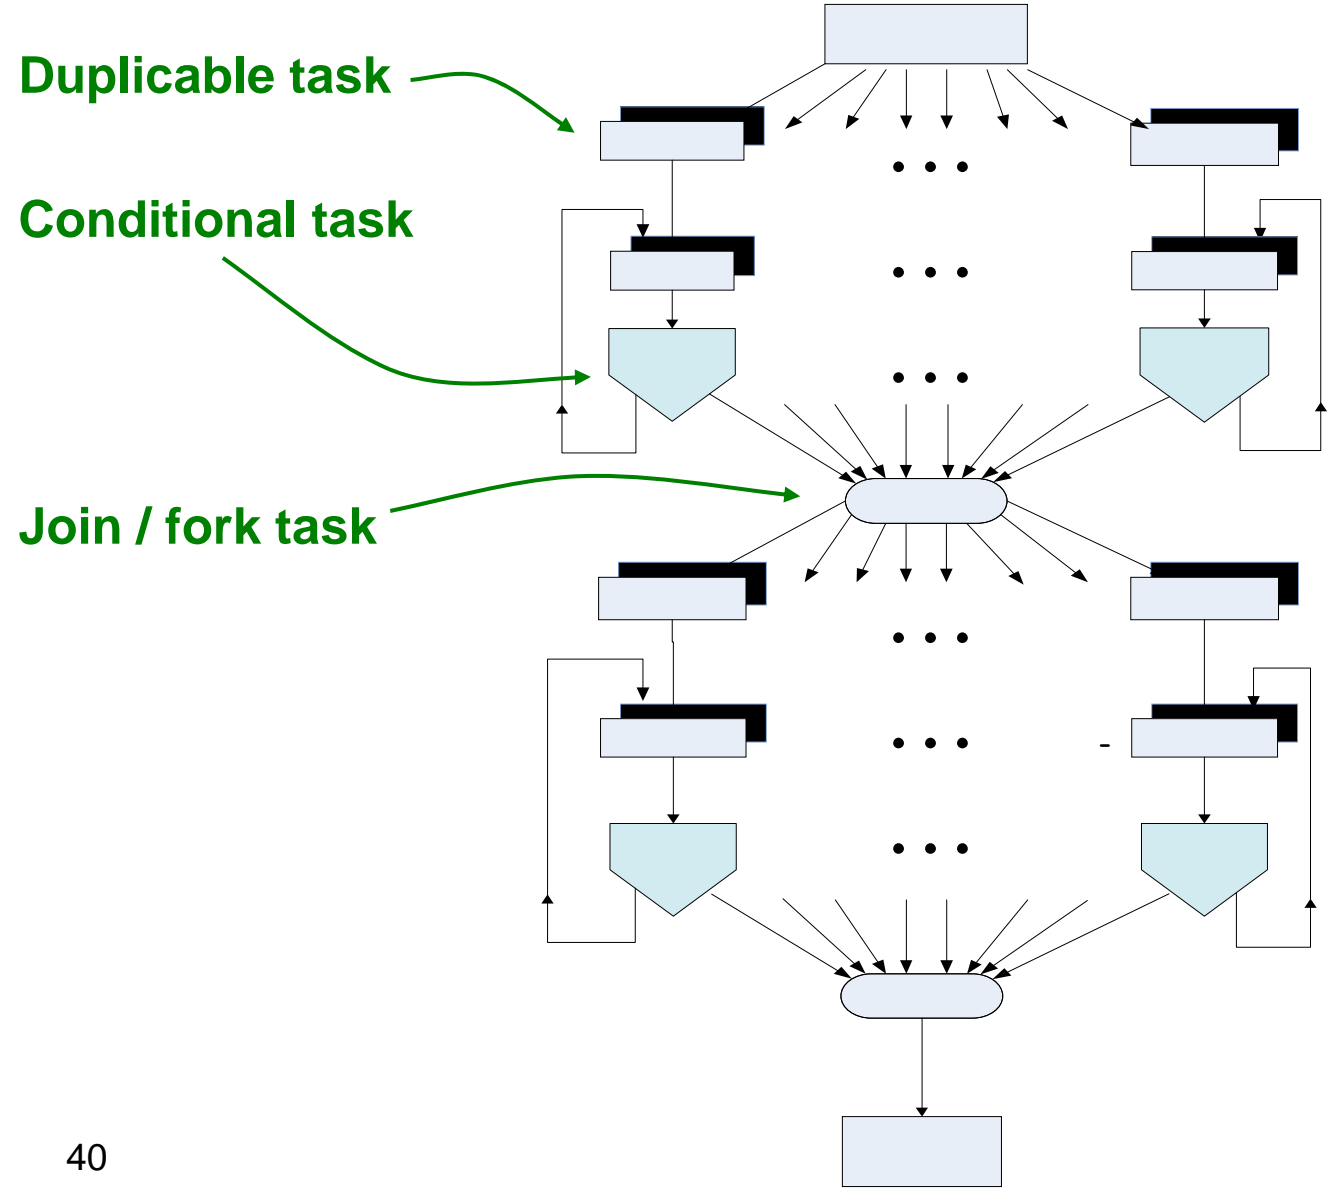 Duplicable task
Conditional task
Join / fork task
-
40